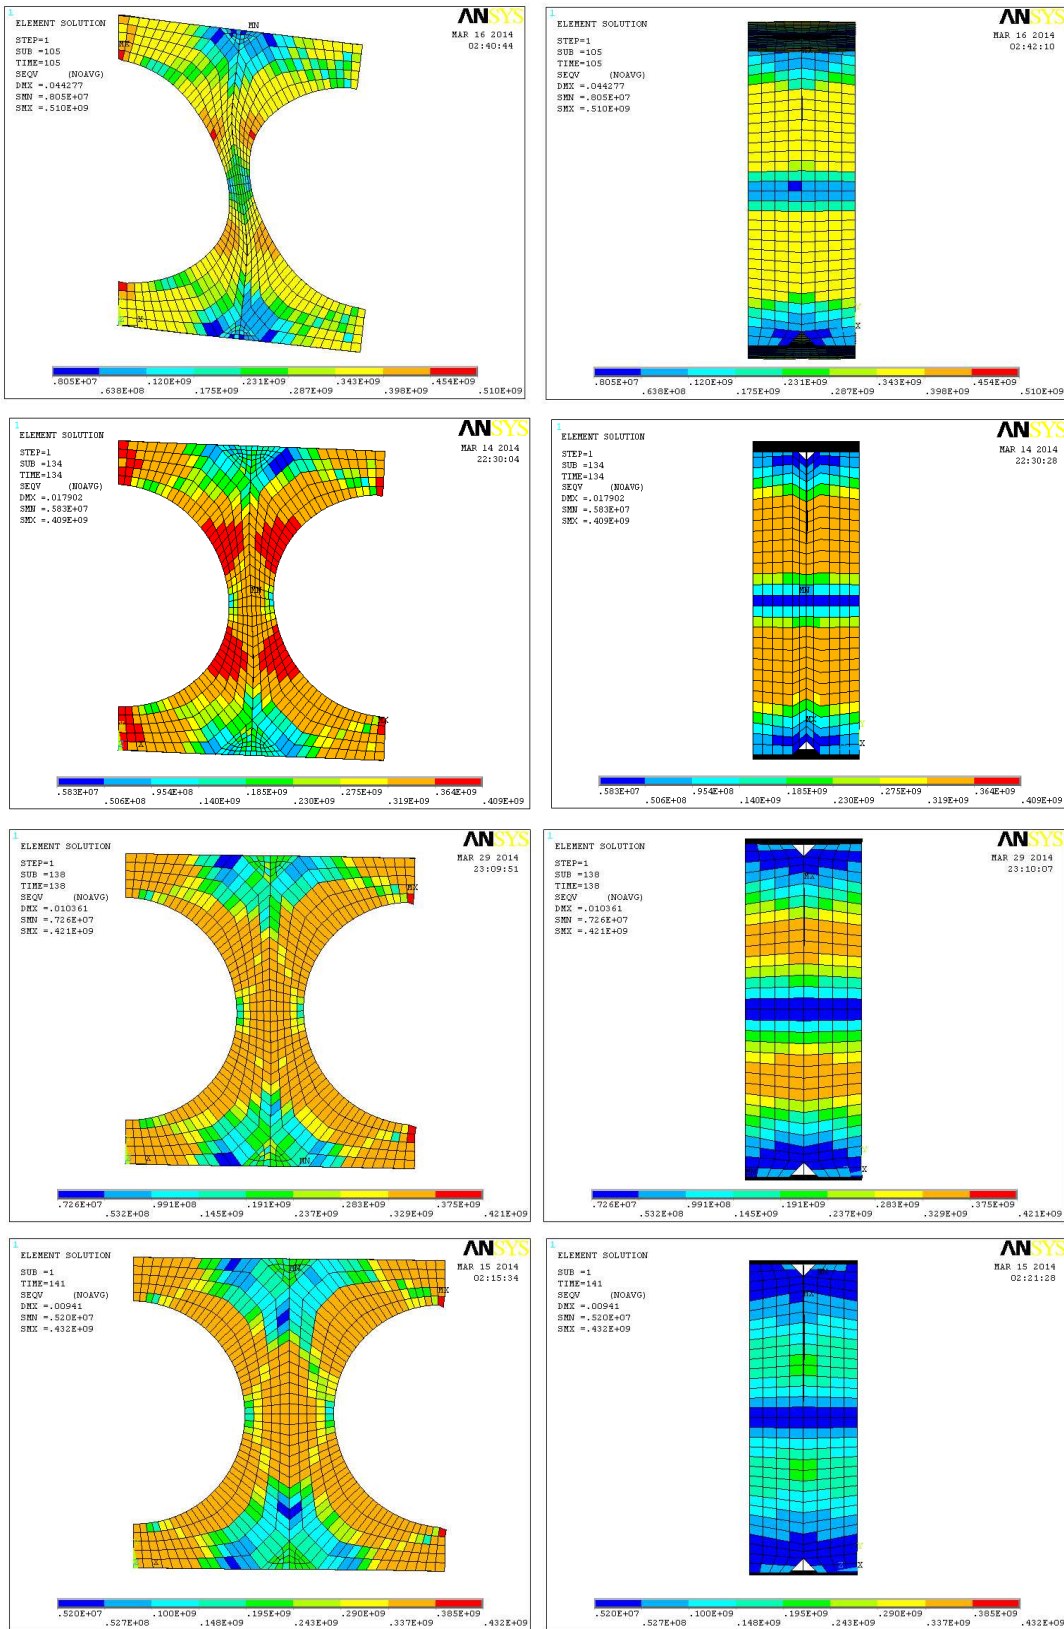 1
ELEMENT SOLUTION
STEP=1
SUB =105
TIME=105
SEQV (NOAVG)
DMX =.044277
SMN =.805E+07
SMX =.510E+09
ANSYS
MAR 16 2014
02:40:44
MN
MX
X
.805E+07 .120E+09 .231E+09 .343E+09 .454E+09
.638E+08 .175E+09 .287E+09 .398E+09 .510E+09
1
ELEMENT SOLUTION
STEP=1
SUB =105
TIME=105
SEQV (NOAVG)
DMX =.044277
SMN =.805E+07
SMX =.510E+09
ANSYS
MAR 16 2014
02:42:10
X
.805E+07 .120E+09 .231E+09 .343E+09 .454E+09
.638E+08 .175E+09 .287E+09 .398E+09 .510E+09
1
ELEMENT SOLUTION
STEP=1
SUB =134
TIME=134
SEQV (NOAVG)
DMX =.017902
SMN =.583E+07
SMX =.409E+09
ANSYS
MAR 14 2014
22:30:04
MN
MX
X
.583E+07 .954E+08 .185E+09 .275E+09 .364E+09
.506E+08 .140E+09 .230E+09 .319E+09 .409E+09
1
ELEMENT SOLUTION
STEP=1
SUB =134
TIME=134
SEQV (NOAVG)
DMX =.017902
SMN =.583E+07
SMX =.409E+09
ANSYS
MAR 14 2014
22:30:28
MN
MX
X
.583E+07 .954E+08 .185E+09 .275E+09 .364E+09
.506E+08 .140E+09 .230E+09 .319E+09 .409E+09
1
ELEMENT SOLUTION
STEP=1
SUB =138
TIME=138
SEQV (NOAVG)
DMX =.010361
SMN =.726E+07
SMX =.421E+09
ANSYS
MAR 29 2014
23:09:51
MX
MN
.726E+07 .991E+08 .191E+09 .283E+09 .375E+09
.532E+08 .145E+09 .237E+09 .329E+09 .421E+09
1
ELEMENT SOLUTION
STEP=1
SUB =138
TIME=138
SEQV (NOAVG)
DMX =.010361
SMN =.726E+07
SMX =.421E+09
ANSYS
MAR 29 2014
23:10:07
MX
X
.726E+07 .991E+08 .191E+09 .283E+09 .375E+09
.532E+08 .145E+09 .237E+09 .329E+09 .421E+09
1
ELEMENT SOLUTION
SUB =1
TIME=141
SEQV (NOAVG)
DMX =.00941
SMN =.520E+07
SMX =.432E+09
ANSYS
MAR 15 2014
02:15:34
MN
MX
X
.520E+07 .100E+09 .195E+09 .290E+09 .385E+09
.527E+08 .148E+09 .243E+09 .337E+09 .432E+09
1
ELEMENT SOLUTION
SUB =1
TIME=141
SEQV (NOAVG)
DMX =.00941
SMN =.520E+07
SMX =.432E+09
ANSYS
MAR 15 2014
02:21:28
MN
MX
X
.520E+07 .100E+09 .195E+09 .290E+09 .385E+09
.527E+08 .148E+09 .243E+09 .337E+09 .432E+09